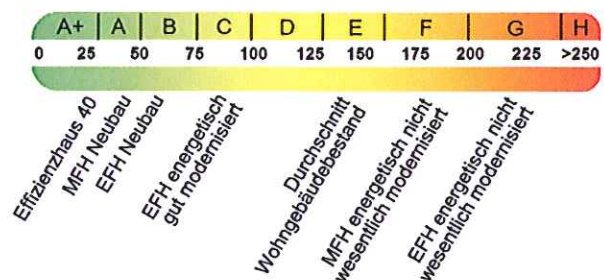 A+ A B C D E F G H
0 25 50 75 100 125 150 175 200 225 >250
Effizienzhaus 40
MFH Neubau
EFH Neubau
EFH energetisch
gut modernisiert
Durchschnitt
Wohngebäudebestand
MFH energetisch nicht
wesentlich modernisiert
EFH energetisch nicht
wesentlich modernisiert